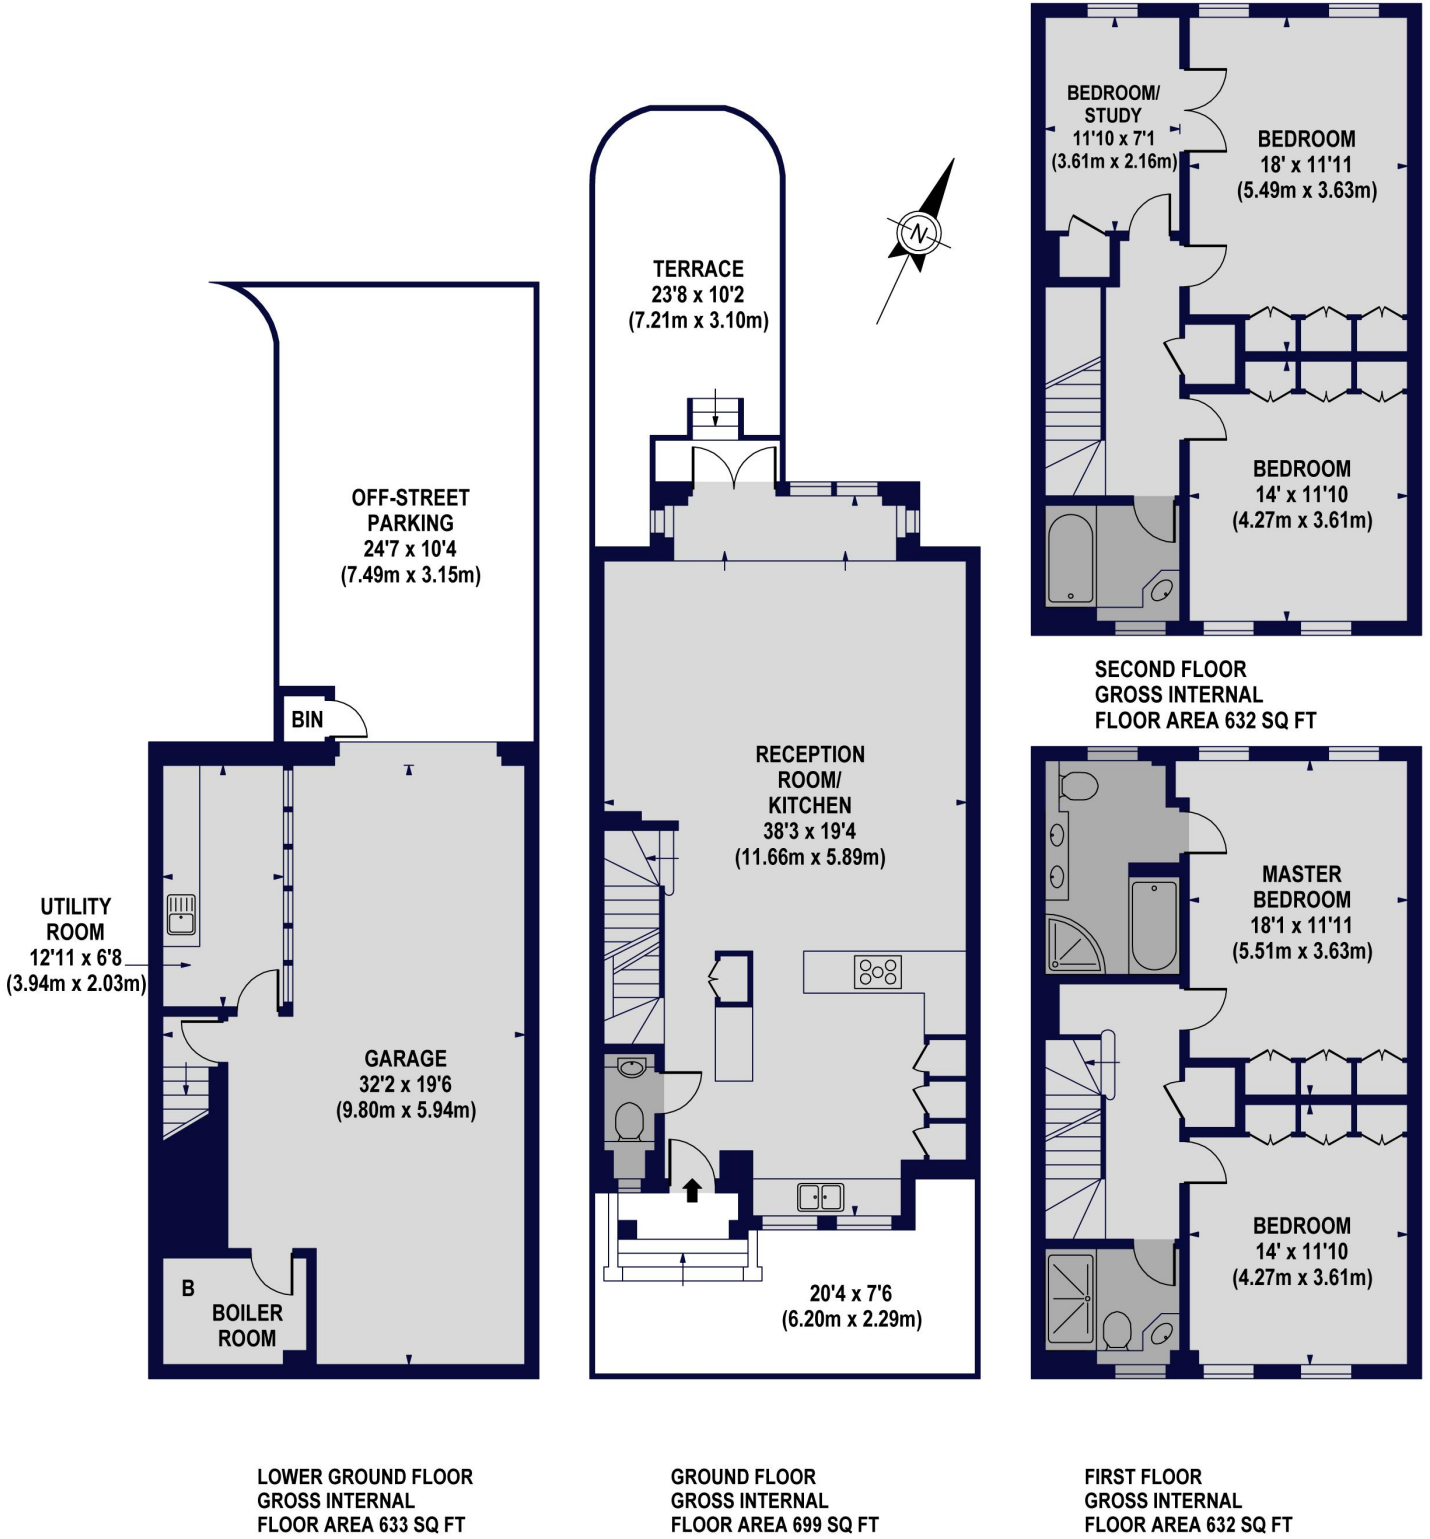 BEDROOM/
STUDY
11'10 x 7'1
(3.61m x 2.16m)
BEDROOM
18' x 11'11
(5.49m x 3.63m)
BEDROOM
14' x 11'10
(4.27m x 3.61m)
SECOND FLOOR
GROSS INTERNAL
FLOOR AREA 632 SQ FT
N
TERRACE
23'8 x 10'2
(7.21m x 3.10m)
OFF-STREET
PARKING
24'7 x 10'4
(7.49m x 3.15m)
BIN
UTILITY
ROOM
12'11 x 6'8
(3.94m x 2.03m)
GARAGE
32'2 x 19'6
(9.80m x 5.94m)
B
BOILER
ROOM
LOWER GROUND FLOOR
GROSS INTERNAL
FLOOR AREA 633 SQ FT
RECEPTION
ROOM/
KITCHEN
38'3 x 19'4
(11.66m x 5.89m)
20'4 x 7'6
(6.20m x 2.29m)
GROUND FLOOR
GROSS INTERNAL
FLOOR AREA 699 SQ FT
MASTER
BEDROOM
18'1 x 11'11
(5.51m x 3.63m)
BEDROOM
14' x 11'10
(4.27m x 3.61m)
FIRST FLOOR
GROSS INTERNAL
FLOOR AREA 632 SQ FT